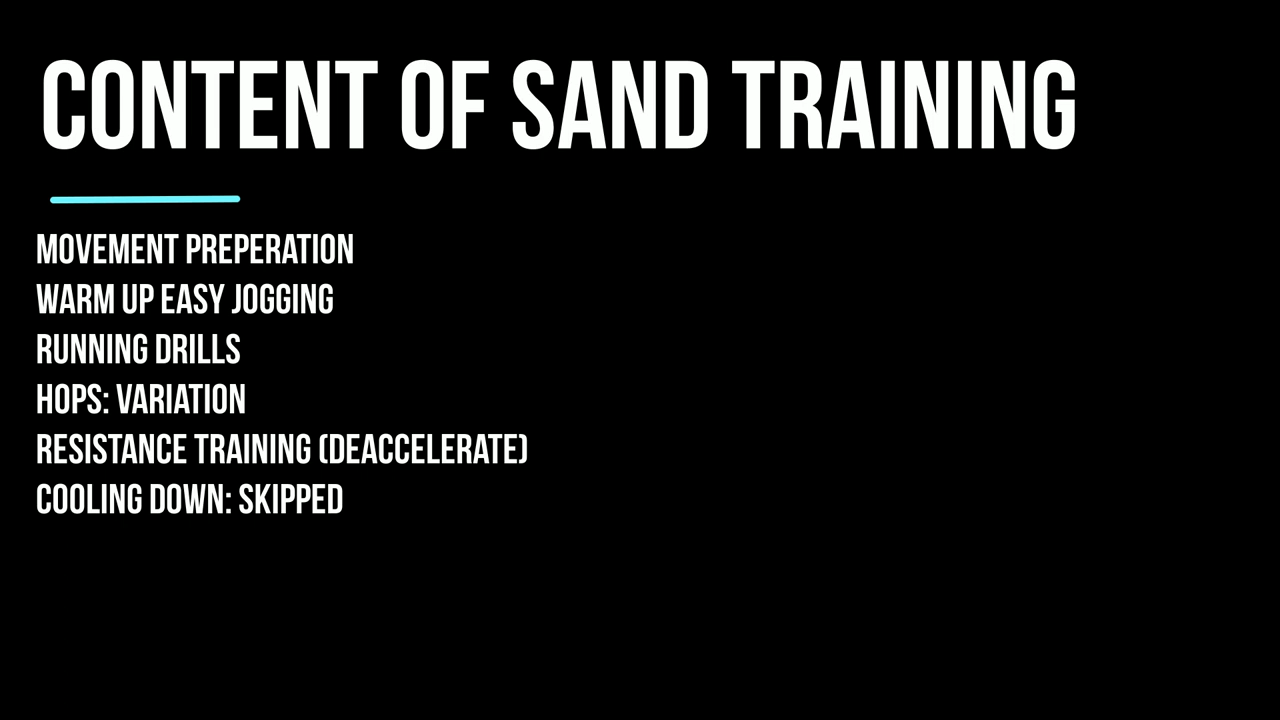 CONTENT OF SAND TRAINING
MOVEMENT PREPERATION
WARM UP EASY JOGGING
RUNNING DRILLS
HOPS: VARIATION
RESISTANCE TRAINING (DEACCELERATE)
COOLING DOWN: SKIPPED